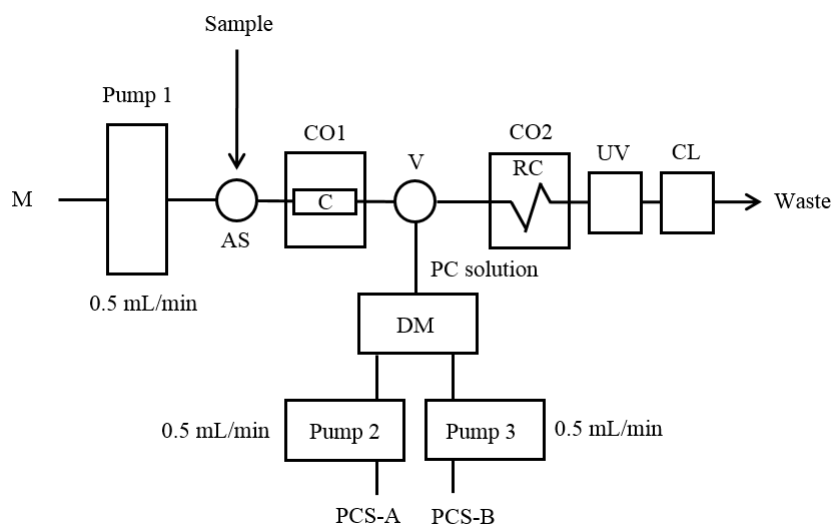 Sample
Pump 1
CO1
CO2
V
RC
UV
CL
M
C
Waste
AS
PC solution
0.5 mL/min
DM
0.5 mL/min
Pump 2
Pump 3
0.5 mL/min
PCS-A
PCS-B